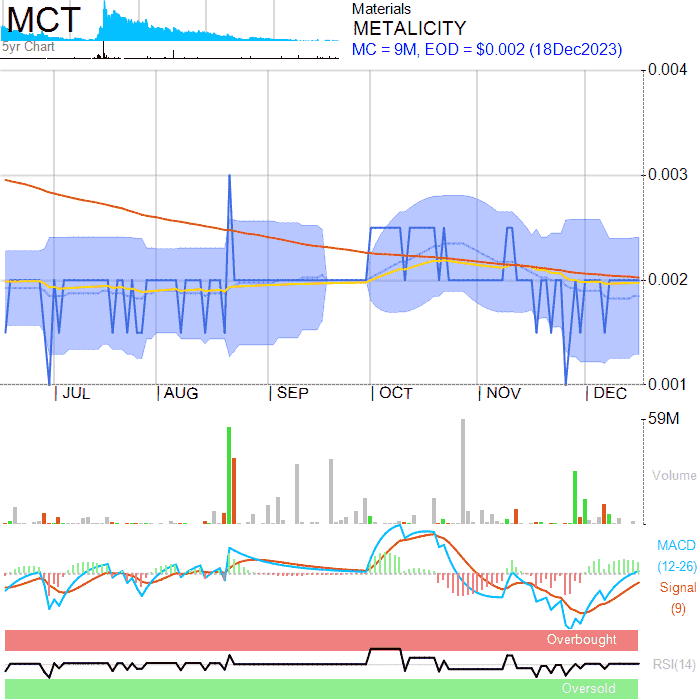 MCT
5yr Chart
Materials
METALICITY
MC = 9M, EOD = $0.002 (18Dec2023)
0.004
0.003
0.002
0.001
JUL AUG SEP OCT NOV DEC
59M
Volume
MACD
(12-26)
Signal
(9)
Overbought
RSI(14)
Oversold